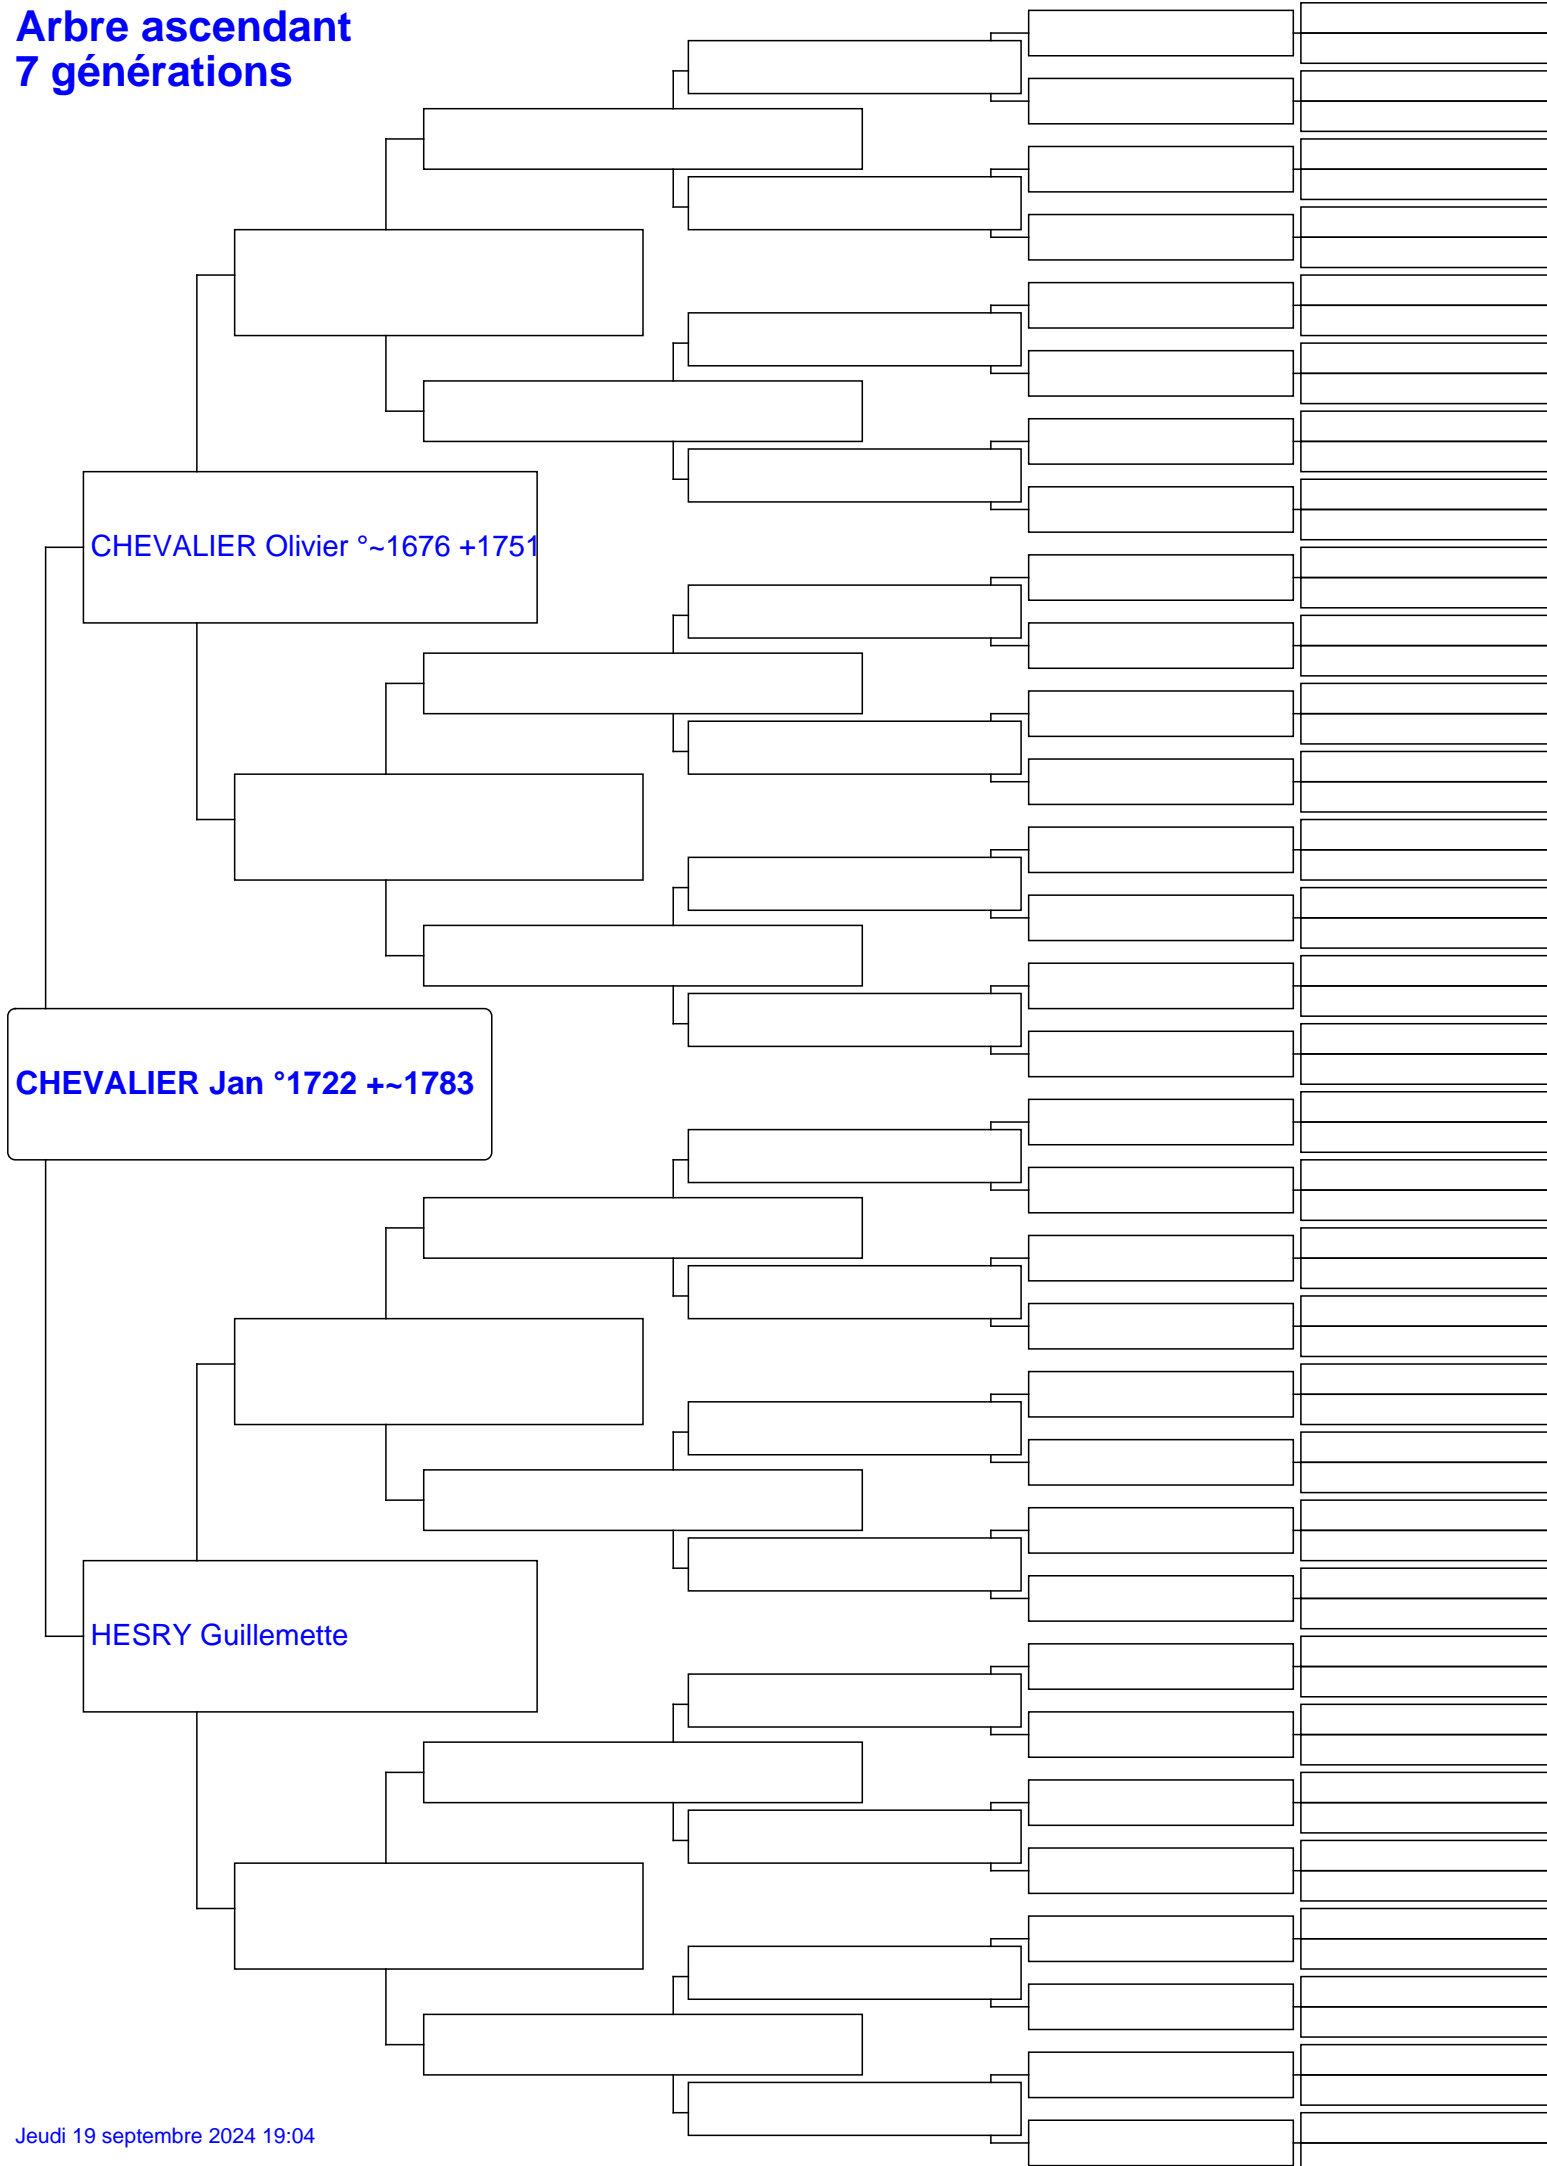 Arbre ascendant
7 générations
CHEVALIER Olivier °~1676 +1751
CHEVALIER Jan °1722 +~1783
HESRY Guillemette
Jeudi 19 septembre 2024 19:04